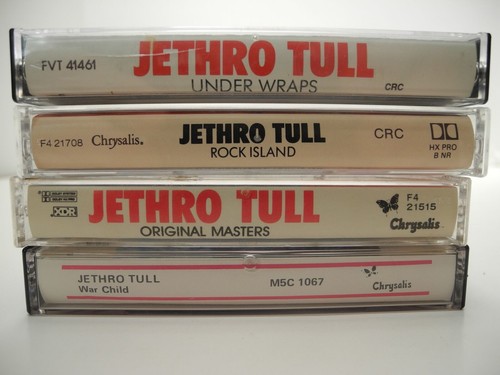 FVT 41461 JETHRO TULL
UNDER WRAPS CRC
F4 21708 Chrysalis. JETHRO TULL CRC
ROCK ISLAND HX PRO
B NR
XDR JETHRO TULL F4
21515
ORIGINAL MASTERS Chrysalis
JETHRO TULL M5C 1067
War Child Chrysalis